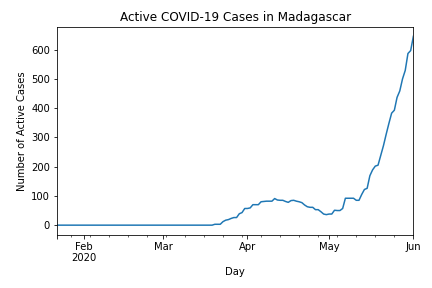 Active COVID-19 Cases in Madagascar
Number of Active Cases
600
500
400
300
200
100
0
Feb Mar Apr May Jun
2020
Day